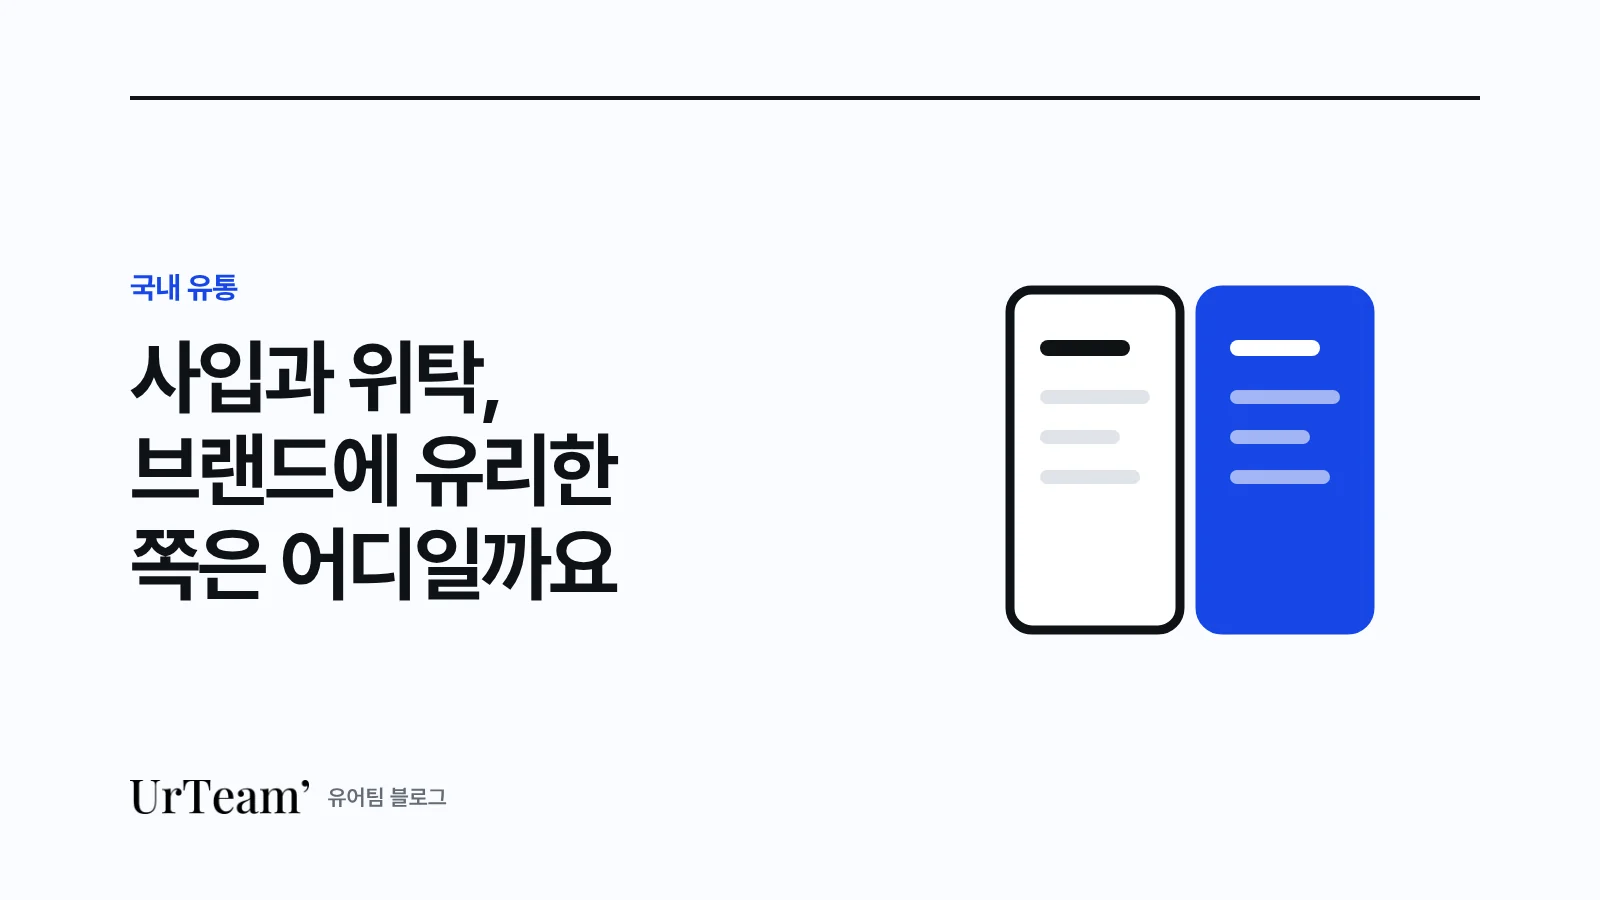 국내 유통
사입과 위탁,
브랜드에 유리한
쪽은 어디일까요
UrTeam’ 유어팀 블로그